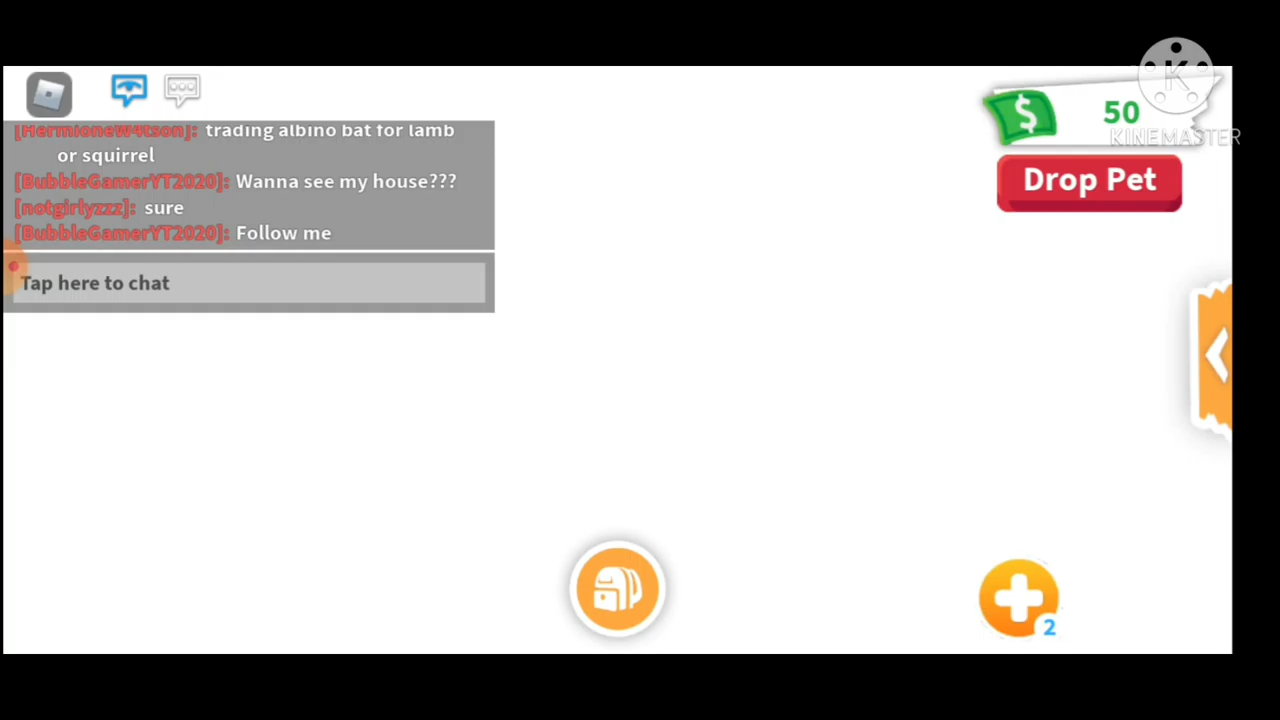 50
KINEMASTER
[HermioneW4tson]: trading albino bat for lamb
or squirrel
[BubbleGamerYT2020]: Wanna see my house???
[notgirlyzzz]: sure
[BubbleGamerYT2020]: Follow me
Drop Pet
Tap here to chat
2